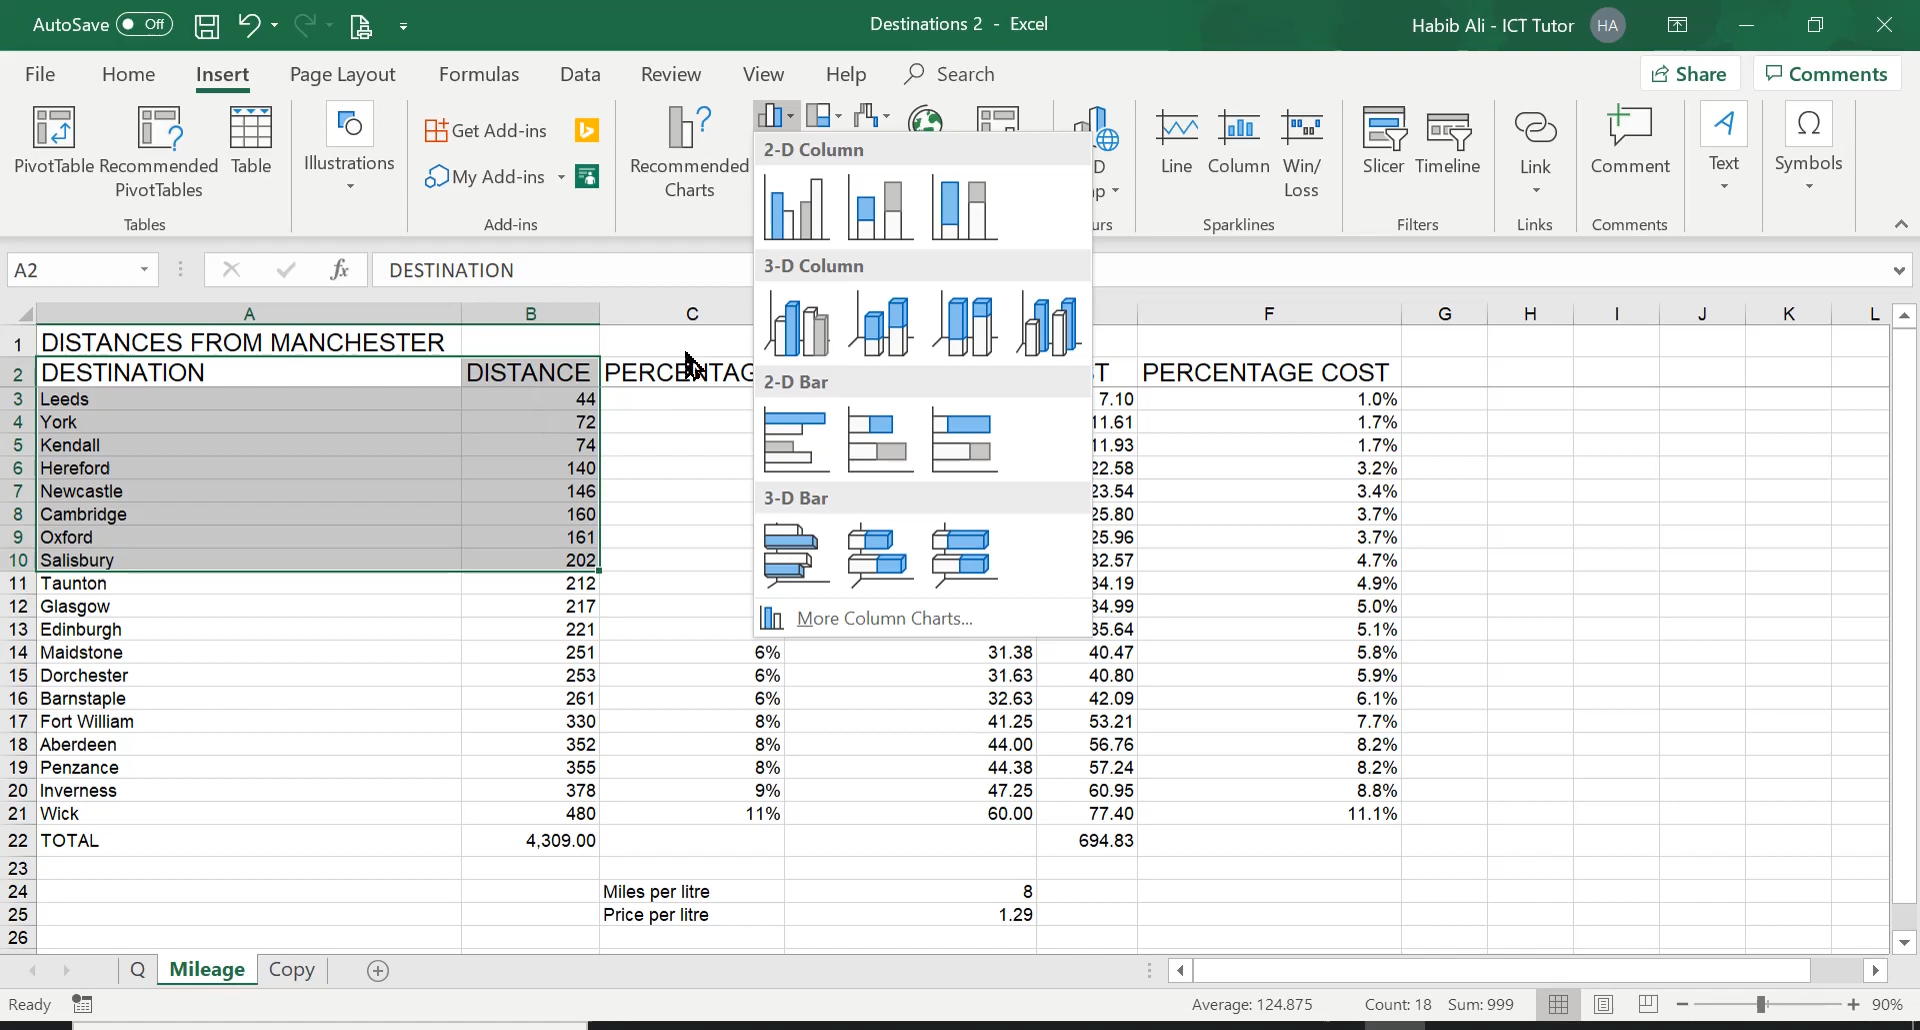 AutoSave Off Destinations 2 - Excel Habib Ali - ICT Tutor HA
File Home Insert Page Layout Formulas Data Review View Help Search Share Comments
PivotTable Recommended PivotTables Table Illustrations Get Add-ins My Add-ins Recommended Charts Line Column Win/ Loss Slicer Timeline Link Comment Text Symbols
Tables Add-ins Sparklines Filters Links Comments
2-D Column
3-D Column
2-D Bar
3-D Bar
More Column Charts...
A2 fx DESTINATION
A B C F G H I J K L
1 DISTANCES FROM MANCHESTER
2 DESTINATION DISTANCE PERCENTAG T PERCENTAGE COST
3 Leeds 44 7.10 1.0%
4 York 72 11.61 1.7%
5 Kendall 74 11.93 1.7%
6 Hereford 140 22.58 3.2%
7 Newcastle 146 23.54 3.4%
8 Cambridge 160 25.80 3.7%
9 Oxford 161 25.96 3.7%
10 Salisbury 202 32.57 4.7%
11 Taunton 212 34.19 4.9%
12 Glasgow 217 34.99 5.0%
13 Edinburgh 221 35.64 5.1%
14 Maidstone 251 6% 31.38 40.47 5.8%
15 Dorchester 253 6% 31.63 40.80 5.9%
16 Barnstaple 261 6% 32.63 42.09 6.1%
17 Fort William 330 8% 41.25 53.21 7.7%
18 Aberdeen 352 8% 44.00 56.76 8.2%
19 Penzance 355 8% 44.38 57.24 8.2%
20 Inverness 378 9% 47.25 60.95 8.8%
21 Wick 480 11% 60.00 77.40 11.1%
22 TOTAL 4,309.00 694.83
23
24 Miles per litre 8
25 Price per litre 1.29
26
Q Mileage Copy
Ready Average: 124.875 Count: 18 Sum: 999 90%